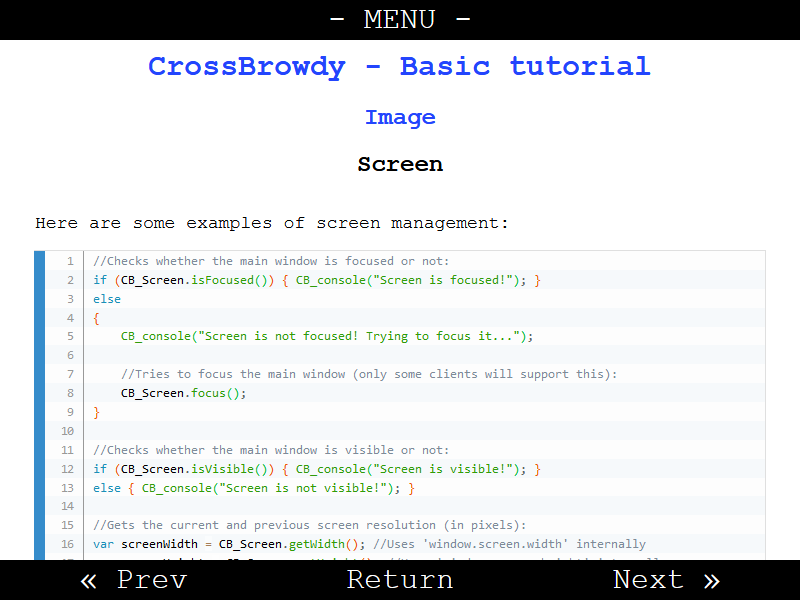 - MENU -
CrossBrowdy - Basic tutorial
Image
Screen
Here are some examples of screen management:
1 //Checks whether the main window is focused or not:
2 if (CB_Screen.isFocused()) { CB_console("Screen is focused!"); }
3 else
4 {
5 CB_console("Screen is not focused! Trying to focus it...");
6
7 //Tries to focus the main window (only some clients will support this):
8 CB_Screen.focus();
9 }
10
11 //Checks whether the main window is visible or not:
12 if (CB_Screen.isVisible()) { CB_console("Screen is visible!"); }
13 else { CB_console("Screen is not visible!"); }
14
15 //Gets the current and previous screen resolution (in pixels):
16 var screenWidth = CB_Screen.getWidth(); //Uses 'window.screen.width' internally
« Prev Return Next »